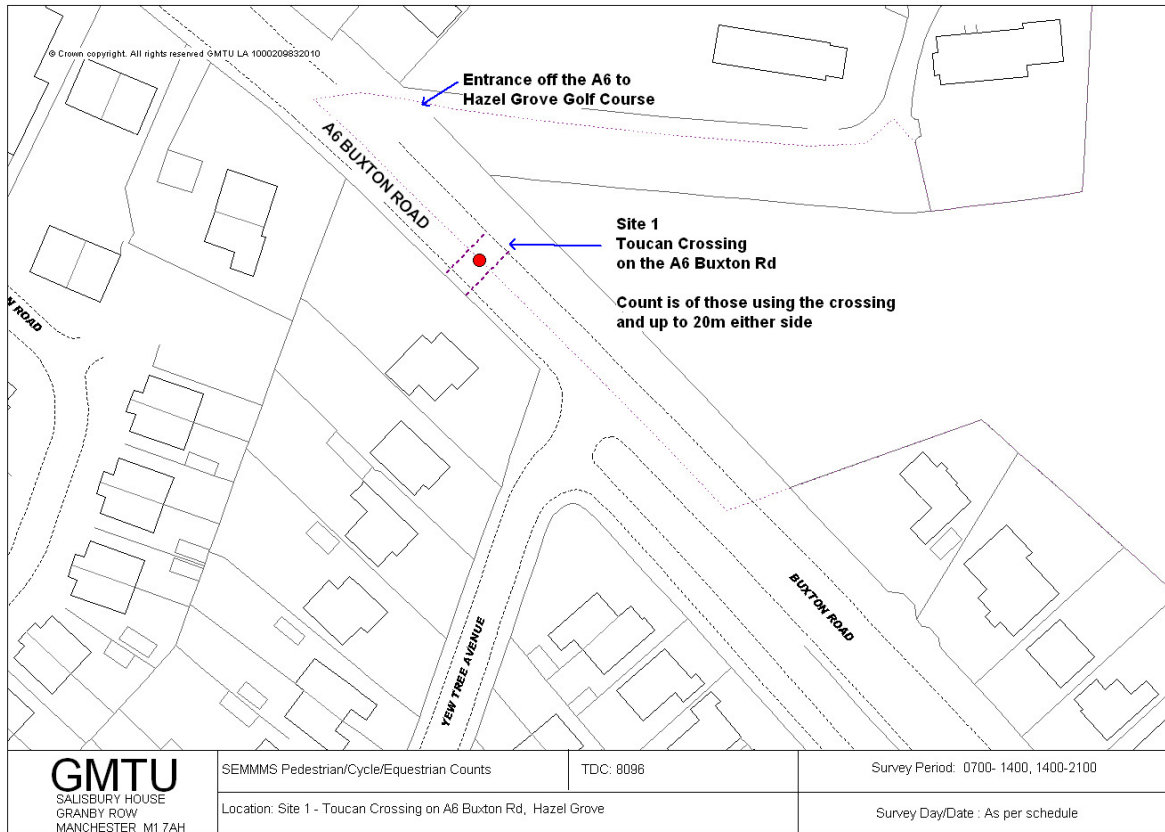 © Crown copyright. All rights reserved GMTU LA 1000209832010
Entrance off the A6 to
Hazel Grove Golf Course
A6 BUXTON ROAD
Site 1
Toucan Crossing
on the A6 Buxton Rd
Count is of those using the crossing
and up to 20m either side
N ROAD
BUXTON ROAD
YEW TREE AVENUE
GMTU
SALISBURY HOUSE
GRANBY ROW
MANCHESTER M1 7AH
SEMMMS Pedestrian/Cycle/Equestrian Counts
TDC: 8096
Survey Period: 0700- 1400, 1400-2100
Location: Site 1 - Toucan Crossing on A6 Buxton Rd, Hazel Grove
Survey Day/Date : As per schedule